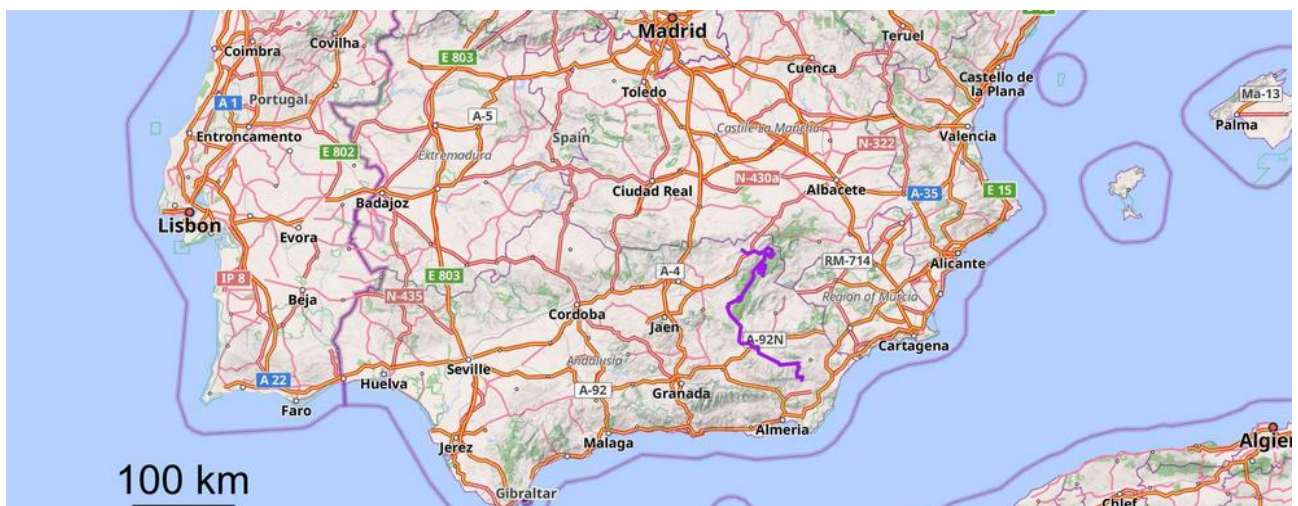 Madrid
Coimbra
Covilha
Teruel
E 803
Cuenca
Castello de
la Plana
A 1
Portugal
Toledo
Ma-13
Entroncamento
A-5
Spain
Castile-La Mancha
Valencia
Palma
E 802
Extremadura
N-322
Ciudad Real
N-430a
Albacete
A-35
E 15
Badajoz
Lisbon
Evora
IP 8
E 803
A-4
RM-714
Alicante
Beja
N-435
Region of Murcia
Cordoba
Jaen
A-92N
Cartagena
Andalusia
Seville
A 22
Huelva
A-92
Granada
Faro
Almeria
Jerez
Malaga
Algier
100 km
Gibraltar
Chlef